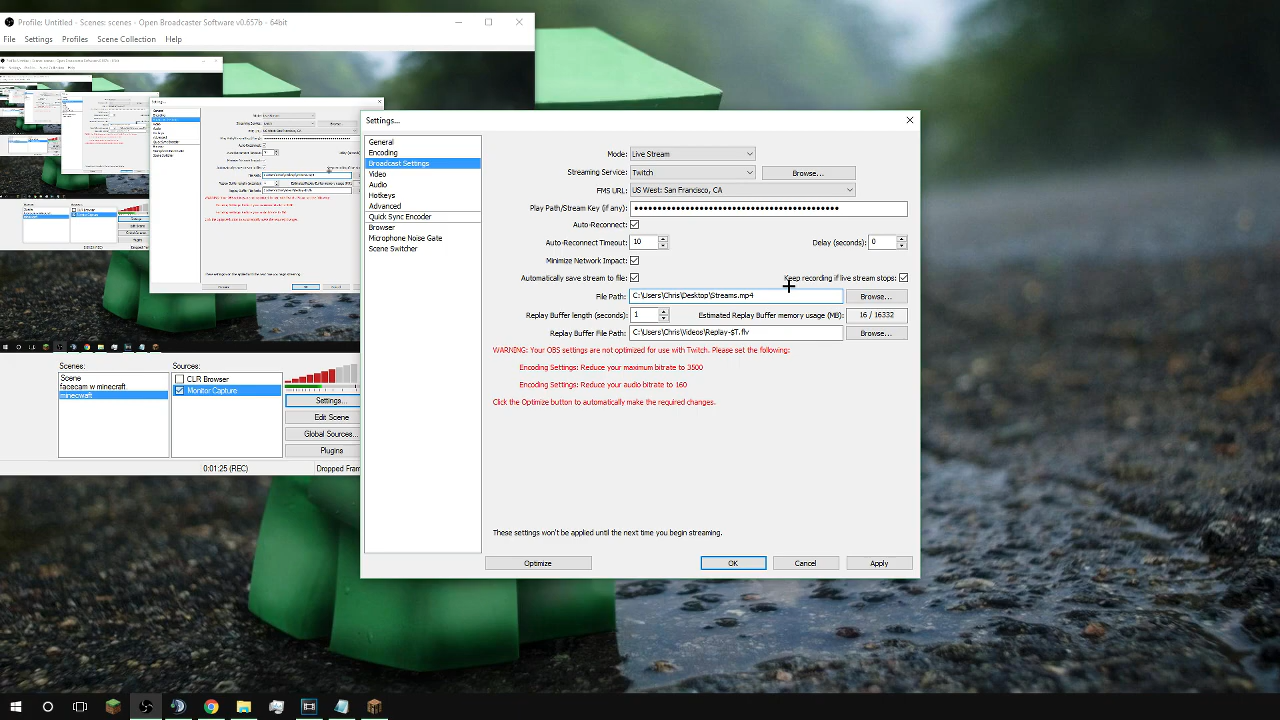 Profile: Untitled - Scenes: scenes - Open Broadcaster Software v0.657b - 64bit
File Settings Profiles Scene Collection Help
Settings...
General
Encoding
Broadcast Settings
Video
Audio
Hotkeys
Advanced
Quick Sync Encoder
Browser
Microphone Noise Gate
Scene Switcher
Mode: Live Stream
Streaming Service: Twitch Browse...
FMS URL: US West: San Francisco, CA
Play Path/Stream Key (if any): ●●●●●●●●●●●●●●●●●●●●●●●●●●●●●●●●●●●●●●●●●●●●
Auto-Reconnect:
Auto-Reconnect Timeout: 10 Delay (seconds): 0
Minimize Network Impact:
Automatically save stream to file: Keep recording if live stream stops:
File Path: C:\Users\Chris\Desktop\Streams.mp4 Browse...
Replay Buffer length (seconds): 1 Estimated Replay Buffer memory usage (MB): 16 / 16332
Replay Buffer File Path: C:\Users\Chris\Videos\Replay-$T.flv Browse...
WARNING: Your OBS settings are not optimized for use with Twitch. Please set the following:
Encoding Settings: Reduce your maximum bitrate to 3500
Encoding Settings: Reduce your audio bitrate to 160
Click the Optimize button to automatically make the required changes.
These settings won't be applied until the next time you begin streaming.
Optimize OK Cancel Apply
Scenes:
Scene
facecam w minecraft
minecwaft
Sources:
CLR Browser
Monitor Capture
Settings...
Edit Scene
Global Sources...
Plugins
0:01:25 (REC) Dropped Fram